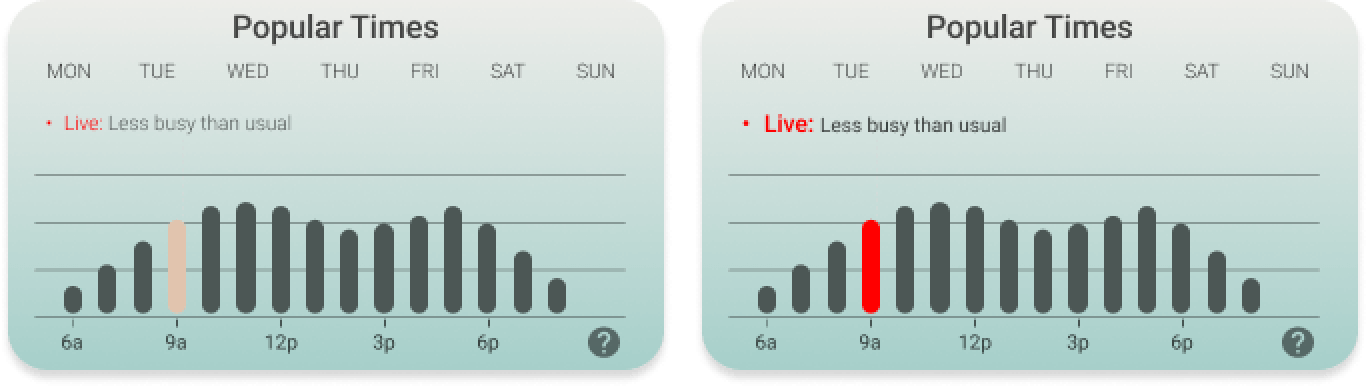 Popular Times
MON TUE WED THU FRI SAT SUN
• Live: Less busy than usual
6a 9a 12p 3p 6p ?
Popular Times
MON TUE WED THU FRI SAT SUN
• Live: Less busy than usual
6a 9a 12p 3p 6p ?